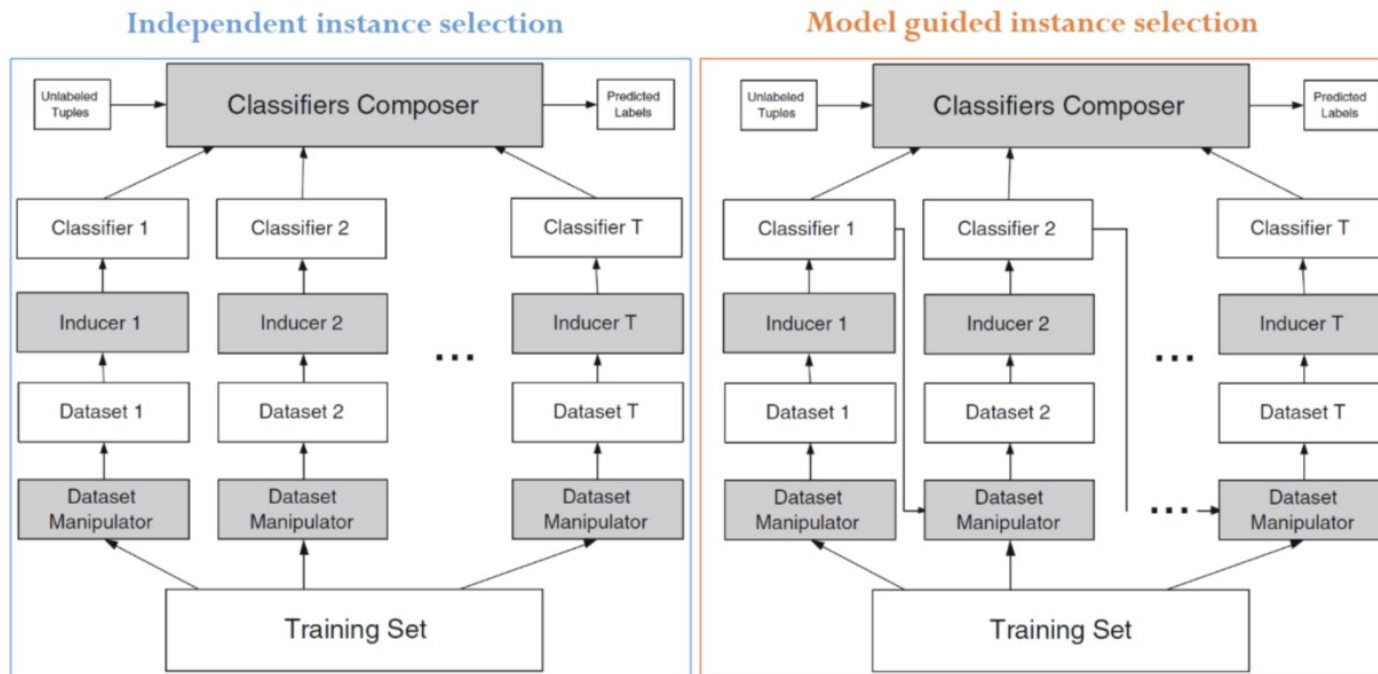 Independent instance selection
Unlabeled
Tuples
Classifiers Composer
Predicted
Labels
Classifier 1
Classifier 2
Classifier T
Inducer 1
Inducer 2
Inducer T
...
Dataset 1
Dataset 2
Dataset T
Dataset
Manipulator
Dataset
Manipulator
Dataset
Manipulator
Training Set
Model guided instance selection
Unlabeled
Tuples
Classifiers Composer
Predicted
Labels
Classifier 1
Classifier 2
Classifier T
Inducer 1
Inducer 2
Inducer T
...
Dataset 1
Dataset 2
Dataset T
Dataset
Manipulator
Dataset
Manipulator
...
Dataset
Manipulator
Training Set